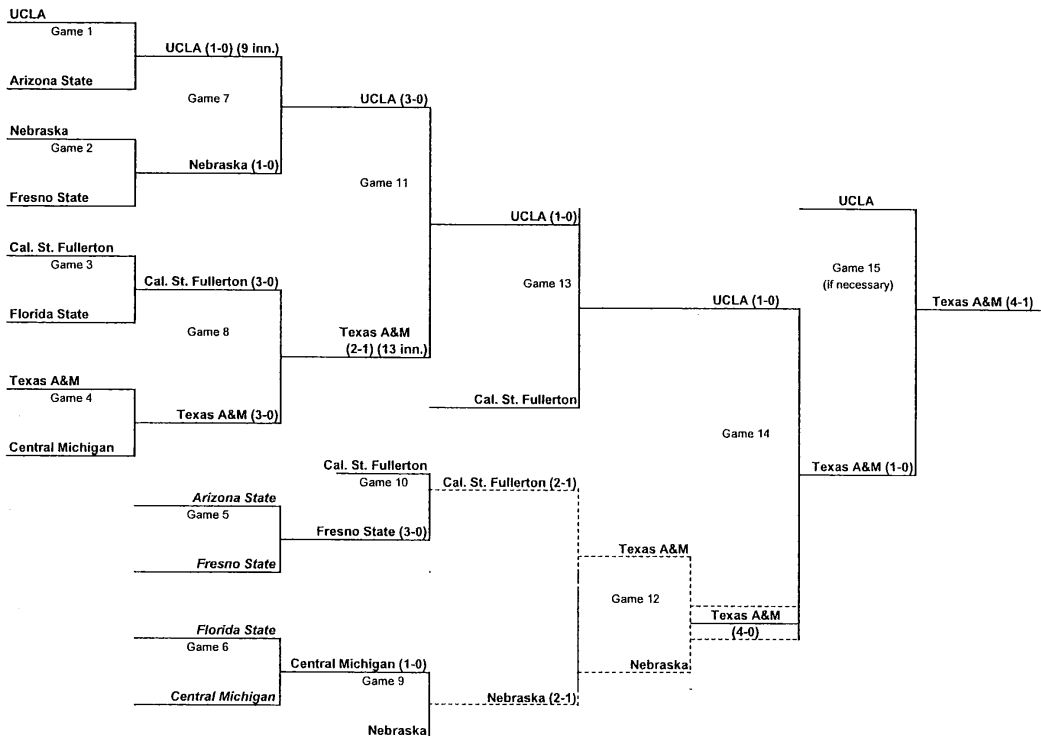 UCLA
Game 1
UCLA (1-0) (9 inn.)
Arizona State
Game 7
UCLA (3-0)
Nebraska
Game 2
Nebraska (1-0)
Fresno State
Game 11
UCLA (1-0)
UCLA
Cal. St. Fullerton
Game 3
Cal. St. Fullerton (3-0)
Florida State
Game 8
Texas A&M
(2-1) (13 inn.)
Game 13
UCLA (1-0)
Game 15
(if necessary)
Texas A&M (4-1)
Texas A&M
Game 4
Texas A&M (3-0)
Central Michigan
Cal. St. Fullerton
Game 14
Texas A&M (1-0)
Cal. St. Fullerton
Game 10
Cal. St. Fullerton (2-1)
Arizona State
Game 5
Fresno State (3-0)
Fresno State
Texas A&M
Game 12
Texas A&M
(4-0)
Florida State
Game 6
Central Michigan (1-0)
Nebraska
Central Michigan
Game 9
Nebraska (2-1)
Nebraska